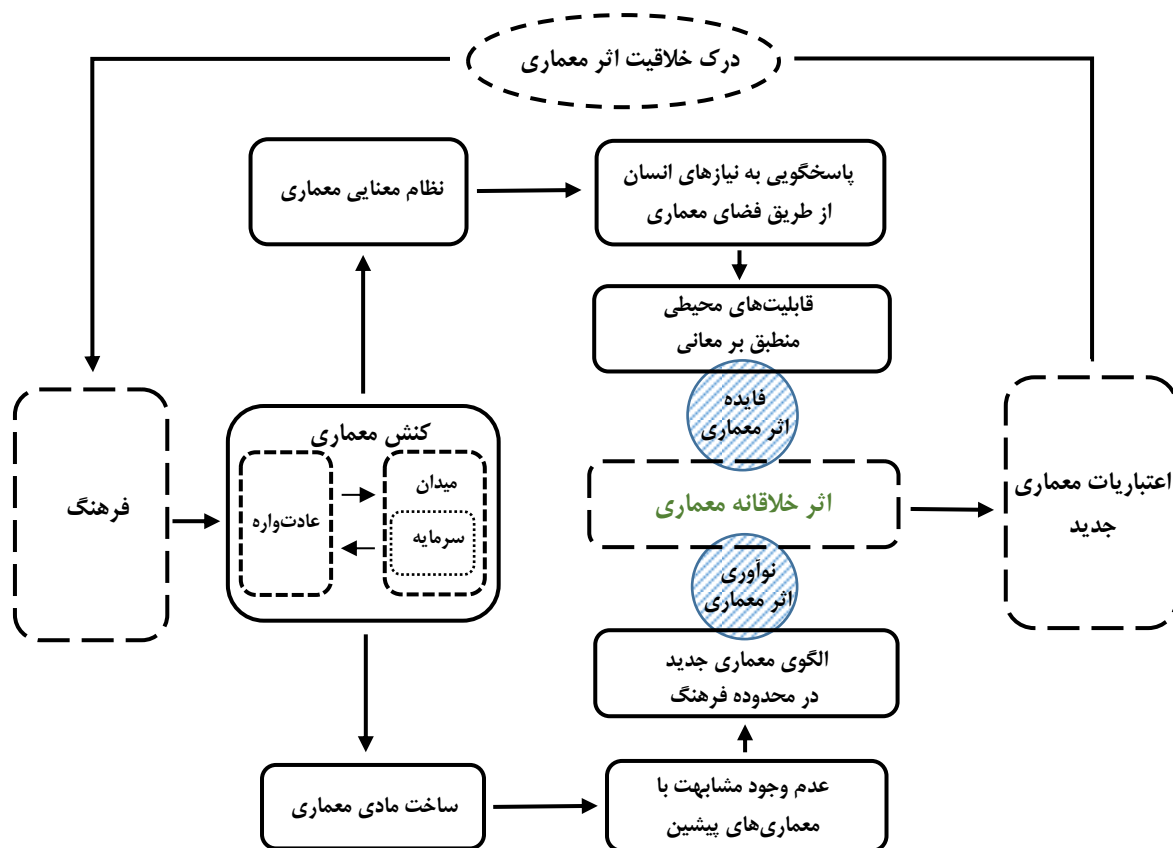 درک خلاقیت اثر معماری
نظام معنایی معماری
پاسخگویی به نیازهای انسان
از طریق فضای معماری
قابلیت‌های محیطی
منطبق بر معانی
فایده
اثر معماری
فرهنگ
کنش معماری
عادت‌واره
میدان
سرمایه
اثر خلاقانه معماری
اعتباریات معماری
جدید
نوآوری
اثر معماری
الگوی معماری جدید
در محدوده فرهنگ
ساخت مادی معماری
عدم وجود مشابهت با
معماری‌های پیشین